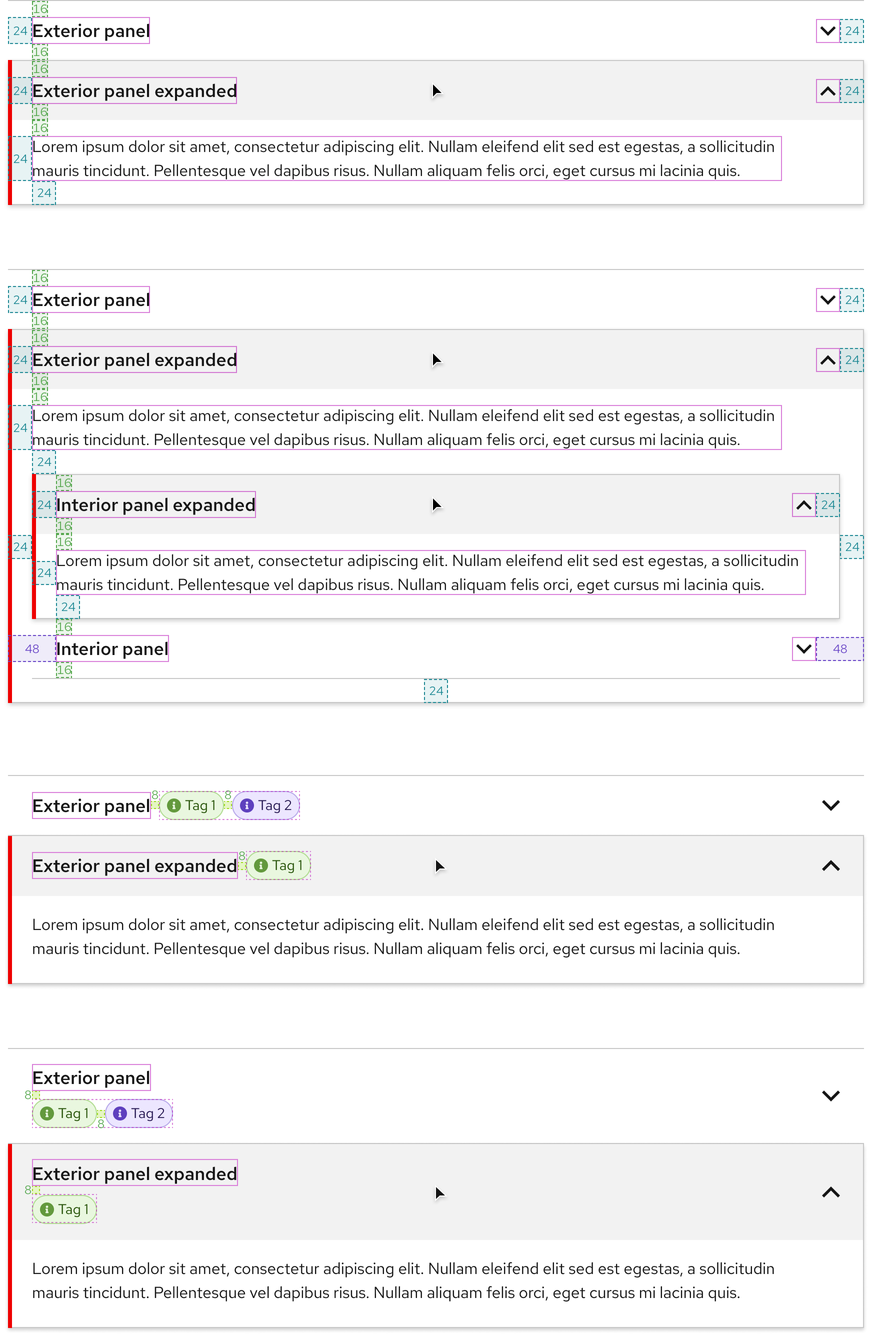 16
24 Exterior panel 24
16
16
24 Exterior panel expanded 24
16
16
24 Lorem ipsum dolor sit amet, consectetur adipiscing elit. Nullam eleifend elit sed est egestas, a sollicitudin
mauris tincidunt. Pellentesque vel dapibus risus. Nullam aliquam felis orci, eget cursus mi lacinia quis.
24
16
24 Exterior panel 24
16
16
24 Exterior panel expanded 24
16
16
24 Lorem ipsum dolor sit amet, consectetur adipiscing elit. Nullam eleifend elit sed est egestas, a sollicitudin
mauris tincidunt. Pellentesque vel dapibus risus. Nullam aliquam felis orci, eget cursus mi lacinia quis.
24
16
24 Interior panel expanded 24
16
24 16 24
24 Lorem ipsum dolor sit amet, consectetur adipiscing elit. Nullam eleifend elit sed est egestas, a sollicitudin
mauris tincidunt. Pellentesque vel dapibus risus. Nullam aliquam felis orci, eget cursus mi lacinia quis.
24
16
48 Interior panel 48
16
24
8 8
Exterior panel Tag 1 Tag 2
8
Exterior panel expanded Tag 1
Lorem ipsum dolor sit amet, consectetur adipiscing elit. Nullam eleifend elit sed est egestas, a sollicitudin
mauris tincidunt. Pellentesque vel dapibus risus. Nullam aliquam felis orci, eget cursus mi lacinia quis.
Exterior panel
8
Tag 1 Tag 2
8
Exterior panel expanded
8
Tag 1
Lorem ipsum dolor sit amet, consectetur adipiscing elit. Nullam eleifend elit sed est egestas, a sollicitudin
mauris tincidunt. Pellentesque vel dapibus risus. Nullam aliquam felis orci, eget cursus mi lacinia quis.